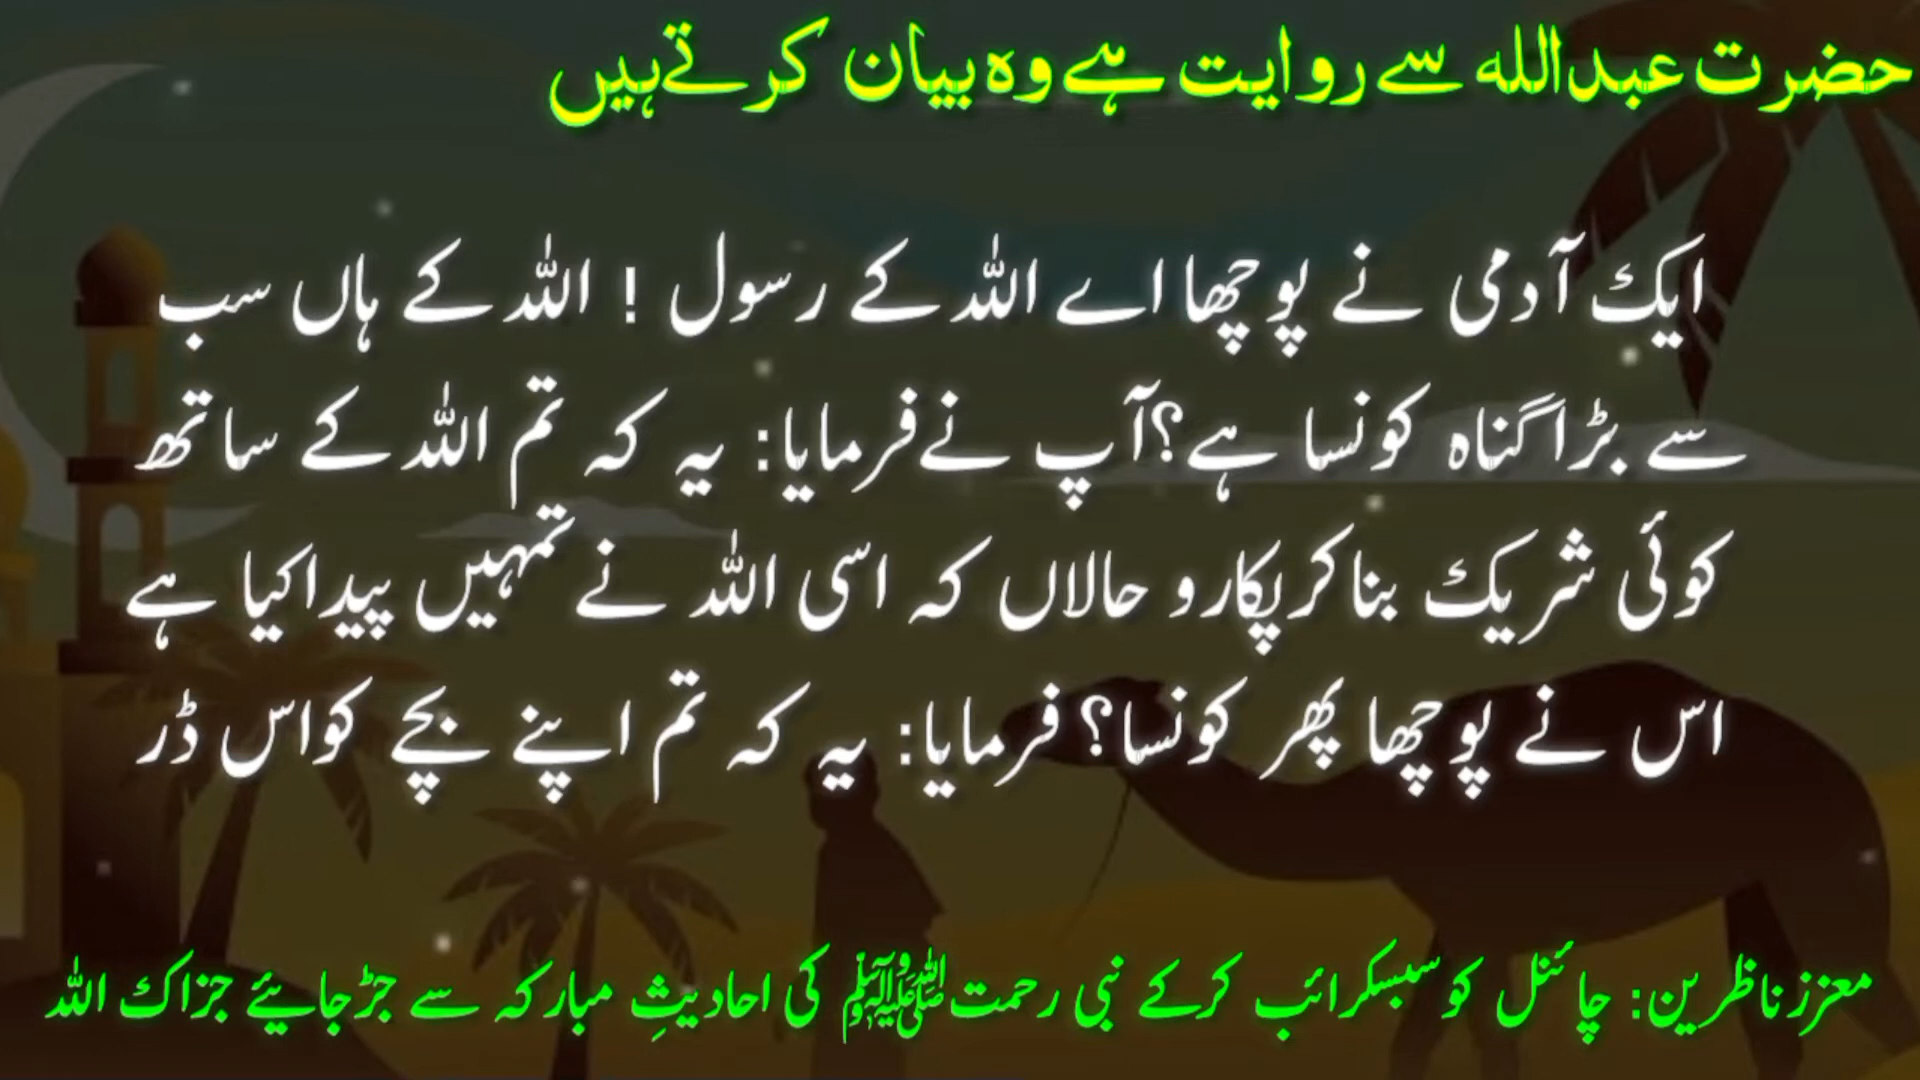 حضرت عبداللہ سے روایت ہے وہ بیان کرتے ہیں
ایک آدمی نے پوچھا اے اللہ کے رسول ! اللہ کے ہاں سب
سے بڑا گناہ کونسا ہے؟ آپ نے فرمایا: یہ کہ تم اللہ کے ساتھ
کوئی شریک بنا کر پکارو حالاں کہ اسی اللہ نے تمہیں پیدا کیا ہے
اس نے پوچھا پھر کونسا؟ فرمایا: یہ کہ تم اپنے بچے کو اس ڈر
معزز ناظرین: چائنل کو سبسکرائب کرکے نبی رحمتﷺ کی احادیثِ مبارکہ سے جڑجایئے جزاک اللہ